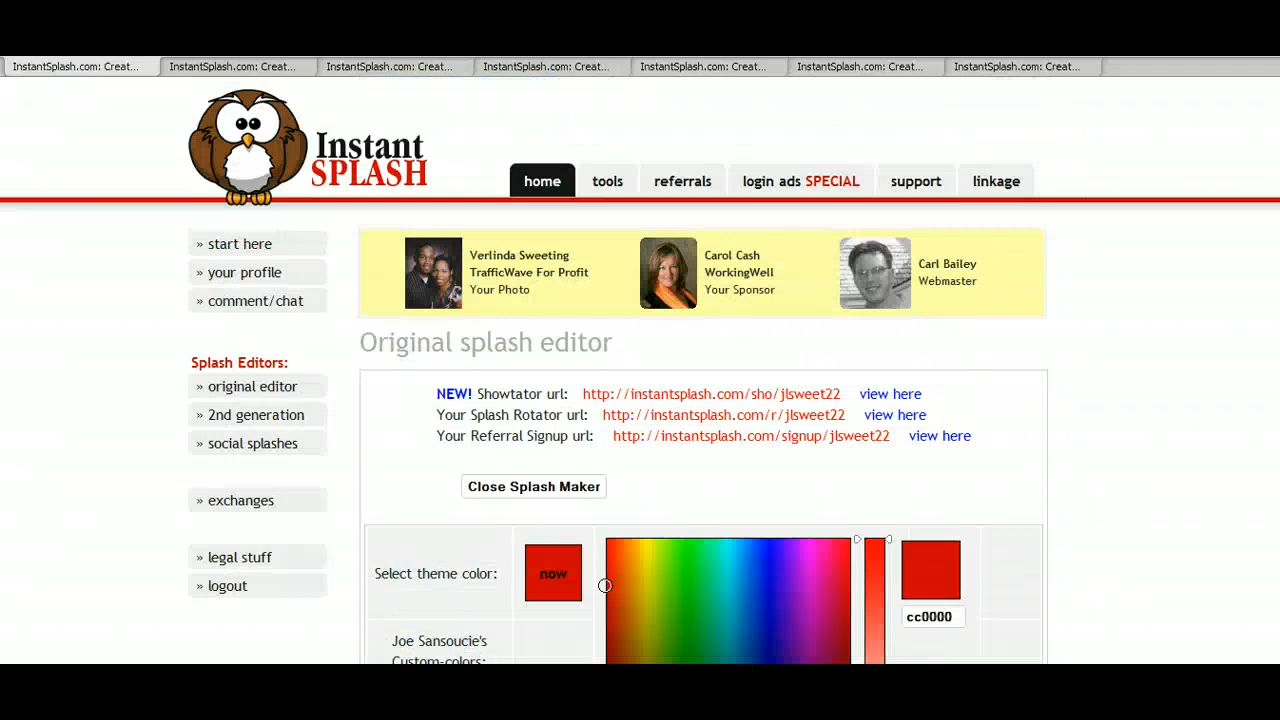 InstantSplash.com: Creat... InstantSplash.com: Creat... InstantSplash.com: Creat... InstantSplash.com: Creat... InstantSplash.com: Creat... InstantSplash.com: Creat... InstantSplash.com: Creat...
Instant
SPLASH
home tools referrals login ads SPECIAL support linkage
» start here
» your profile
» comment/chat
Verlinda Sweeting
TrafficWave For Profit
Your Photo
Carol Cash
WorkingWell
Your Sponsor
Carl Bailey
Webmaster
Splash Editors:
» original editor
» 2nd generation
» social splashes
» exchanges
» legal stuff
» logout
Original splash editor
NEW! Showtator url: http://instantsplash.com/sho/jlsweet22 view here
Your Splash Rotator url: http://instantsplash.com/r/jlsweet22 view here
Your Referral Signup url: http://instantsplash.com/signup/jlsweet22 view here
Close Splash Maker
Select theme color: now
cc0000
Joe Sansoucie's
Custom-colors: